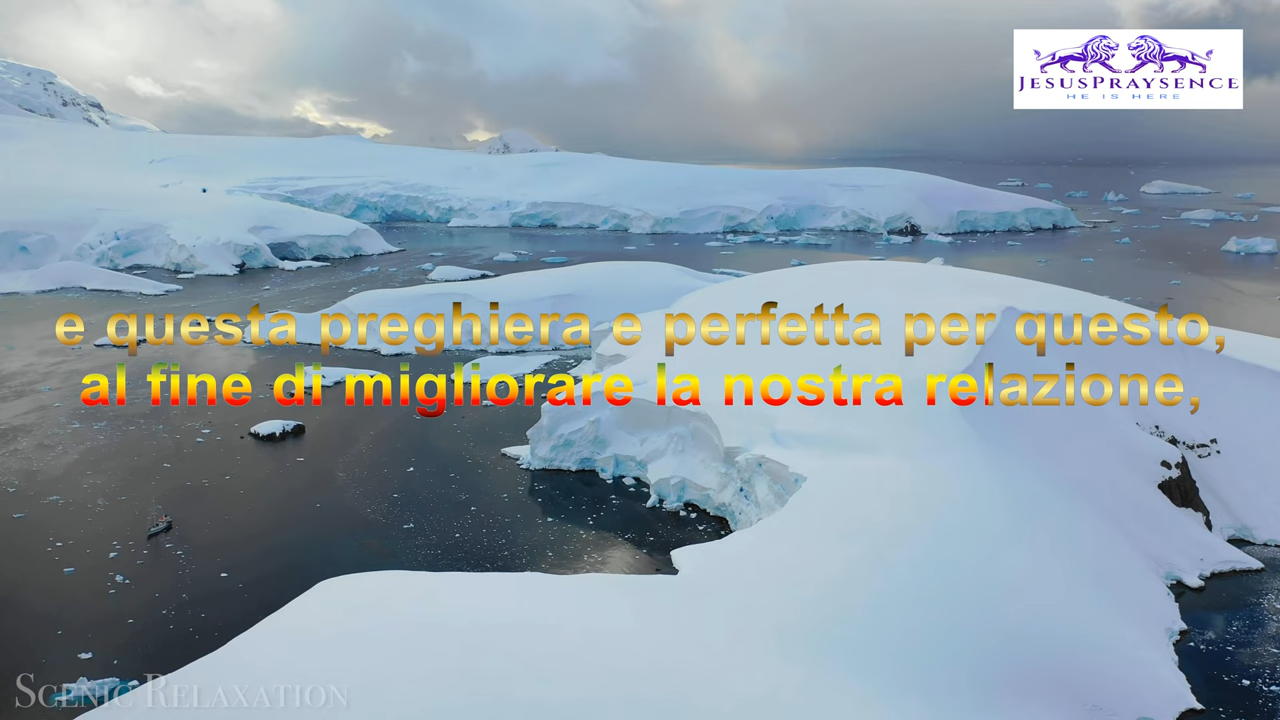 JESUSPRAYSENCE
HE IS HERE
e questa preghiera e perfetta per questo,
al fine di migliorare la nostra relazione,
SCENIC RELAXATION